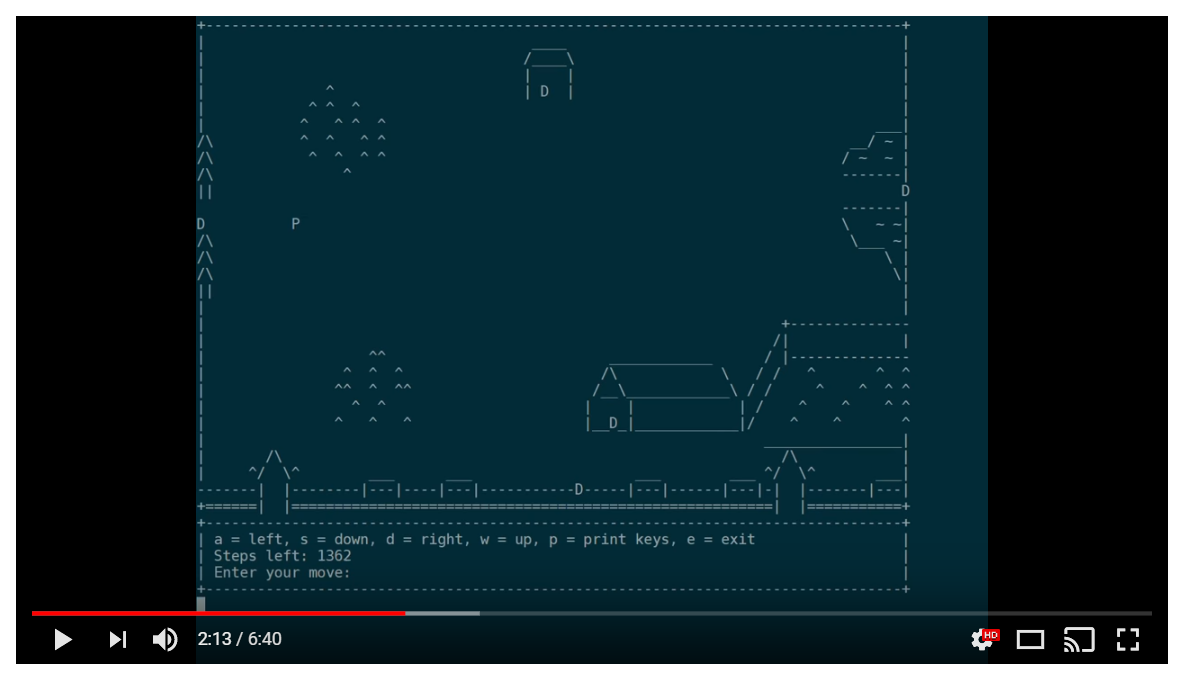 D
D
D P
D
D
a = left, s = down, d = right, w = up, p = print keys, e = exit
Steps left: 1362
Enter your move:
2:13 / 6:40 HD